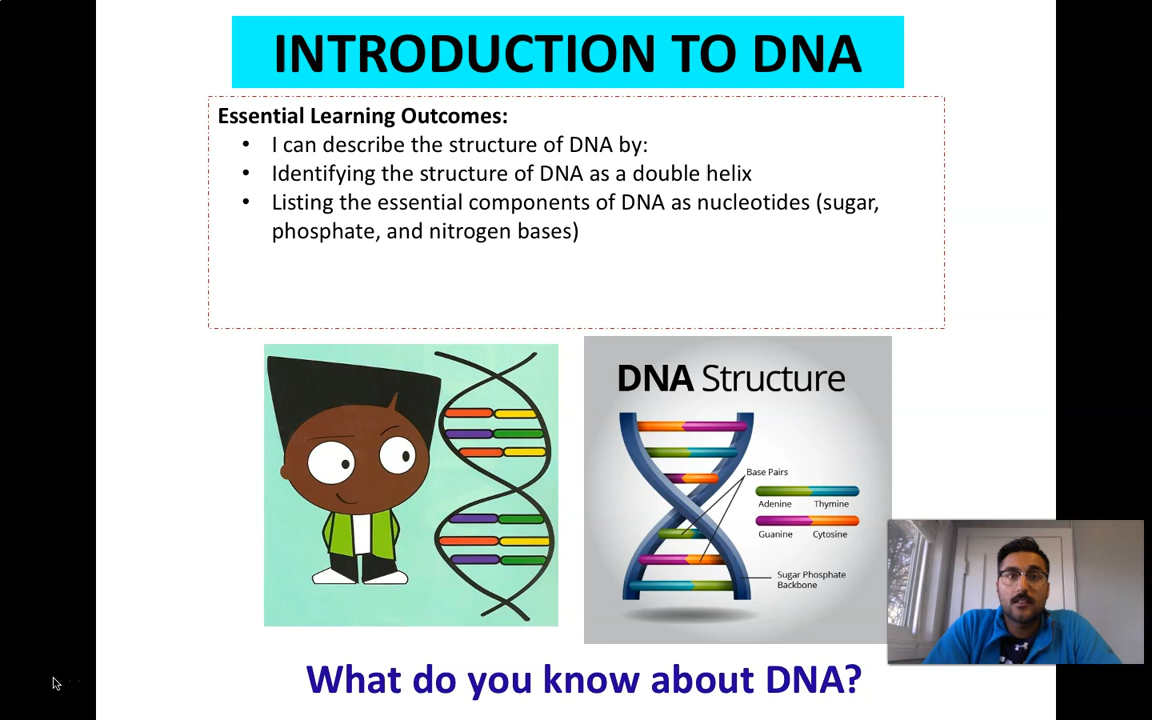 INTRODUCTION TO DNA
Essential Learning Outcomes:
• I can describe the structure of DNA by:
• Identifying the structure of DNA as a double helix
• Listing the essential components of DNA as nucleotides (sugar,
phosphate, and nitrogen bases)
DNA Structure
Base Pairs
Adenine Thymine
Guanine Cytosine
Sugar Phosphate
Backbone
What do you know about DNA?